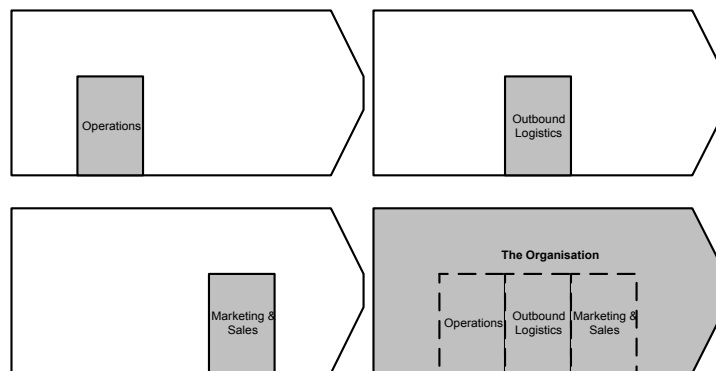 Operations
Outbound
Logistics
Marketing &
Sales
The Organisation
Operations
Outbound
Logistics
Marketing &
Sales